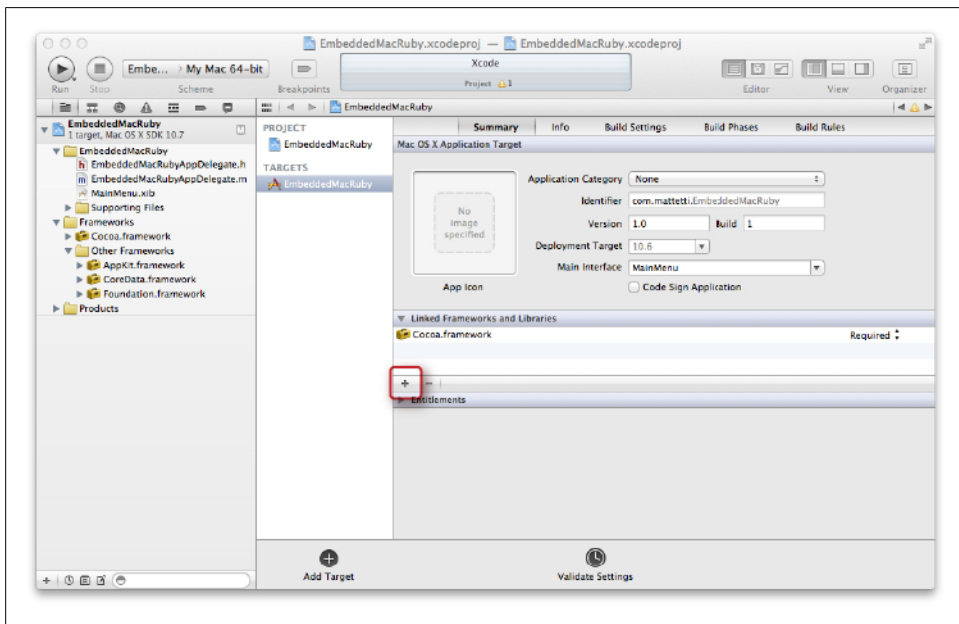 EmbeddedMacRuby.xcodeproj — EmbeddedMacRuby.xcodeproj
Run
Stop
Embe... › My Mac 64-bit
Scheme
Breakpoints
Xcode
Project 1
Editor
View
Organizer
EmbeddedMacRuby
1 target, Mac OS X SDK 10.7
EmbeddedMacRuby
h EmbeddedMacRubyAppDelegate.h
m EmbeddedMacRubyAppDelegate.m
MainMenu.xib
Supporting Files
Frameworks
Cocoa.framework
Other Frameworks
AppKit.framework
CoreData.framework
Foundation.framework
Products
EmbeddedMacRuby
PROJECT
EmbeddedMacRuby
TARGETS
EmbeddedMacRuby
Summary Info Build Settings Build Phases Build Rules
Mac OS X Application Target
No
image
specified
App Icon
Application Category None
Identifier com.mattetti.EmbeddedMacRuby
Version 1.0 Build 1
Deployment Target 10.6
Main Interface MainMenu
Code Sign Application
Linked Frameworks and Libraries
Cocoa.framework Required
+ −
Entitlements
Add Target
Validate Settings